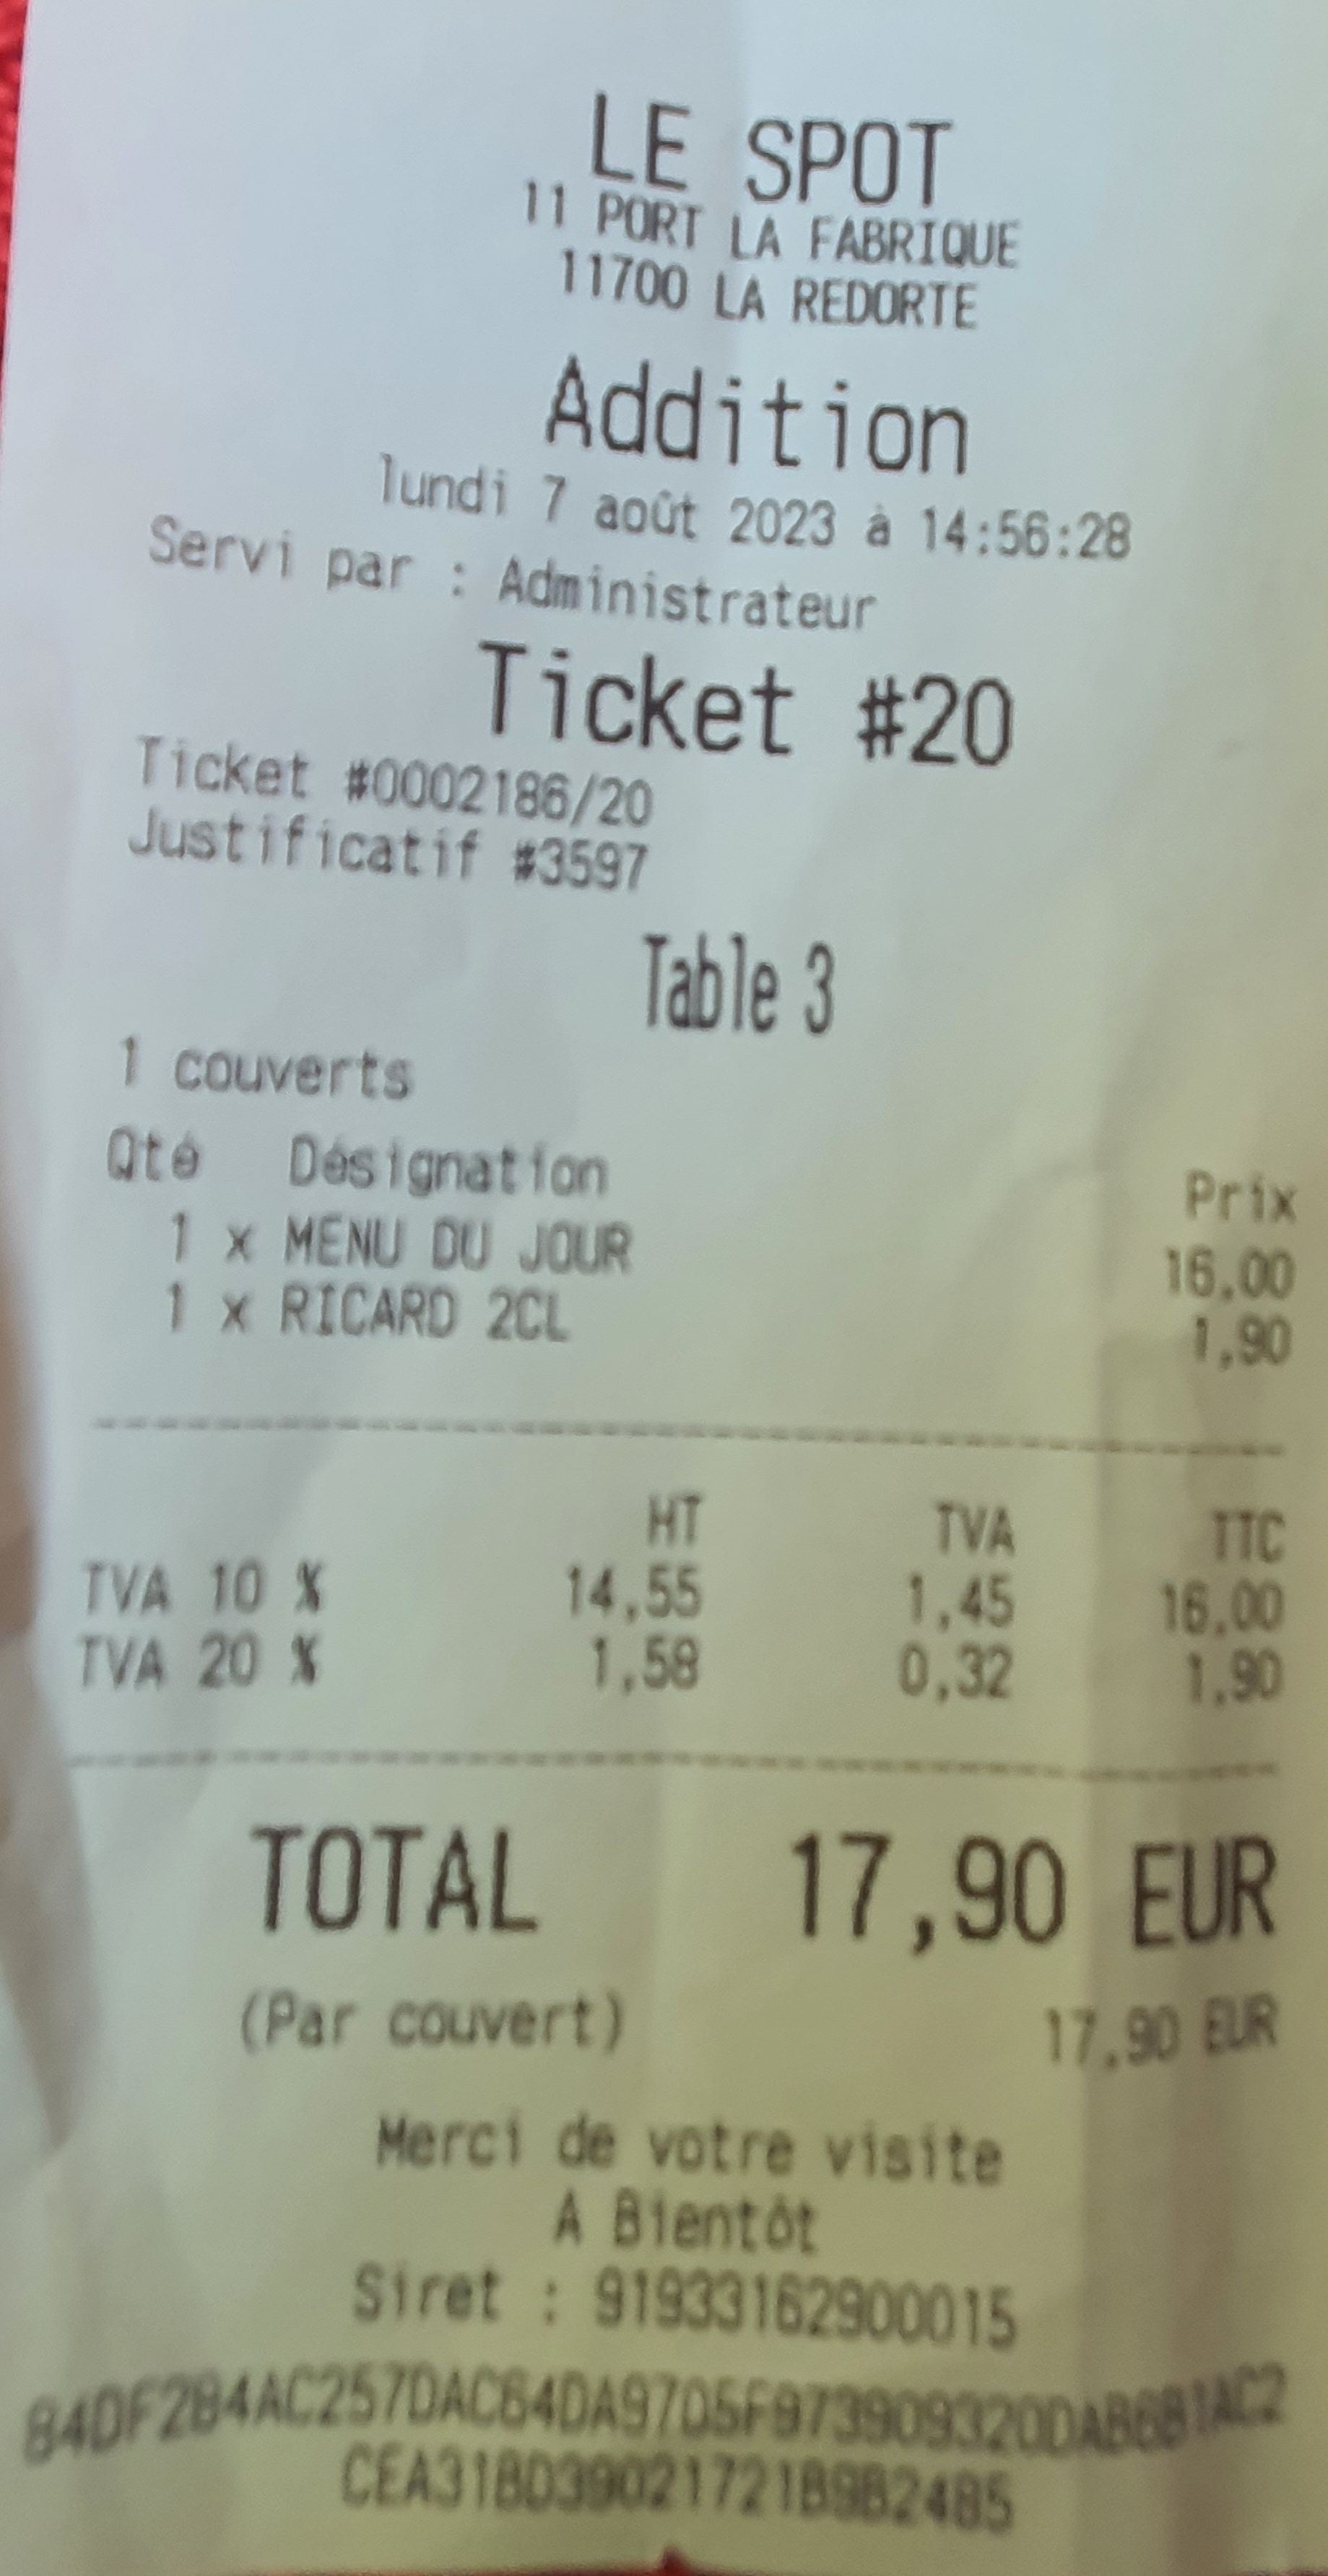 LE SPOT
11 PORT LA FABRIQUE
11700 LA REDORTE
Addition
lundi 7 août 2023 à 14:56:28
Servi par : Administrateur
Ticket #20
Ticket #0002186/20
Justificatif #3597
Table 3
1 couverts
Qté Désignation Prix
1 x MENU DU JOUR 16,00
1 x RICARD 2CL 1,90
HT TVA TTC
TVA 10 % 14,55 1,45 16,00
TVA 20 % 1,58 0,32 1,90
TOTAL 17,90 EUR
(Par couvert) 17,90 EUR
Merci de votre visite
A Bientôt
Siret : 91933162900015